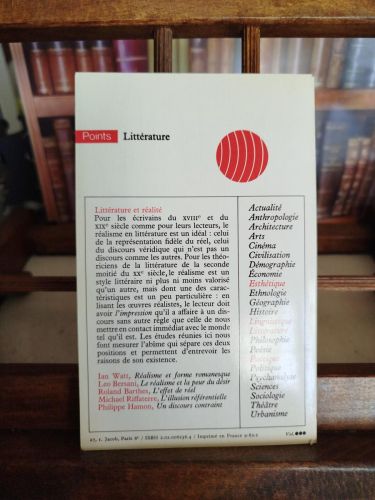 Points Littérature
Littérature et réalité
Pour les écrivains du XVIIIe et du
XIXe siècle comme pour leurs lecteurs, le
réalisme en littérature est un idéal : celui
de la représentation fidèle du réel, celui
du discours véridique qui n'est pas un
discours comme les autres. Pour les théo-
riciens de la littérature de la seconde
moitié du XXe siècle, le réalisme est un
style littéraire ni plus ni moins valorisé
qu'un autre, mais dont une des carac-
téristiques est un peu particulière : en
lisant les œuvres réalistes, le lecteur doit
avoir l'impression qu'il a affaire à un dis-
cours sans autre règle que celle de nous
mettre en contact immédiat avec le monde
tel qu'il est. Les études réunies ici nous
font mesurer l'abîme qui sépare ces deux
positions et permettent d'entrevoir les
raisons de son existence.
Ian Watt, Réalisme et forme romanesque
Leo Bersani, Le réalisme et la peur du désir
Roland Barthes, L'effet de réel
Michael Riffaterre, L'illusion référentielle
Philippe Hamon, Un discours contraint
Actualité
Anthropologie
Architecture
Arts
Cinéma
Civilisation
Démographie
Économie
Esthétique
Ethnologie
Géographie
Histoire
Linguistique
Littérature
Philosophie
Poésie
Poétique
Politique
Psychanalyse
Sciences
Sociologie
Théâtre
Urbanisme
27, r. Jacob, Paris 6e / ISBN / Imprimé en France
Vol.